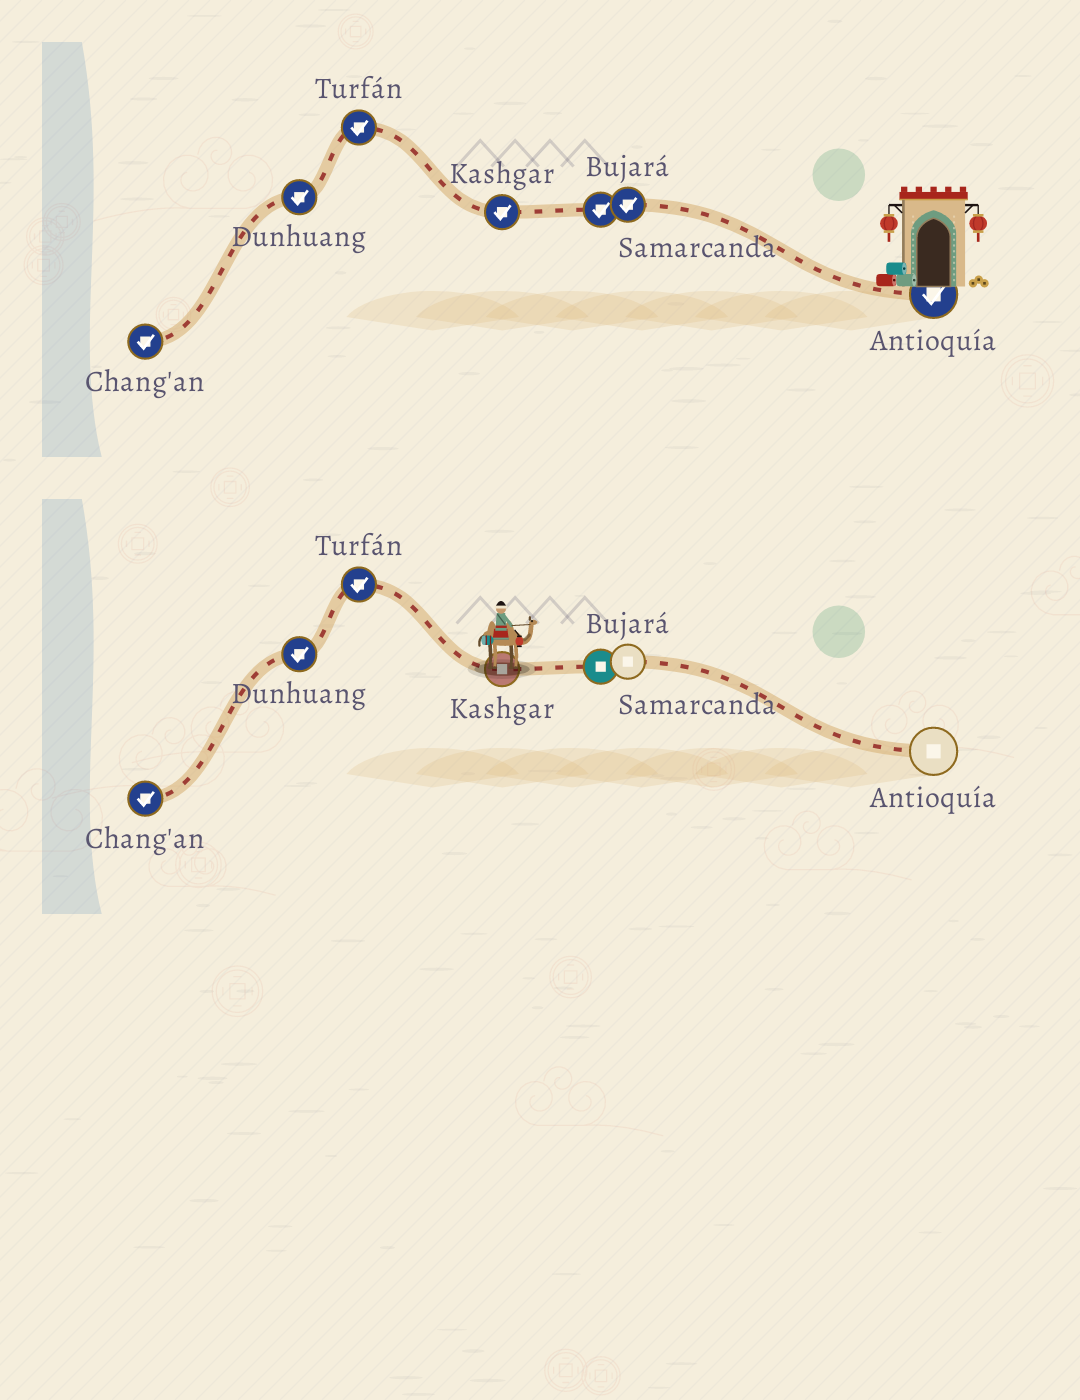 Turfán
Kashgar
Bujará
Dunhuang
Samarcanda
Antioquía
Chang'an
Turfán
Bujará
Dunhuang
Kashgar
Samarcanda
Antioquía
Chang'an